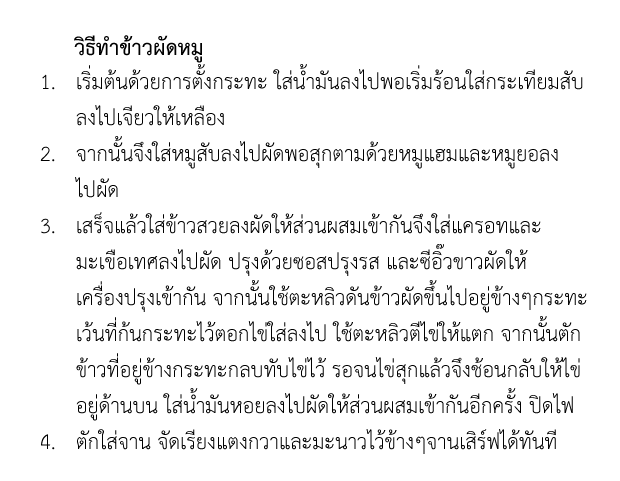 วิธีทำข้าวผัดหมู
1. เริ่มต้นด้วยการตั้งกระทะ ใส่น้ำมันลงไปพอเริ่มร้อนใส่กระเทียมสับ
ลงไปเจียวให้เหลือง
2. จากนั้นจึงใส่หมูสับลงไปผัดพอสุกตามด้วยหมูแฮมและหมูยอลง
ไปผัด
3. เสร็จแล้วใส่ข้าวสวยลงผัดให้ส่วนผสมเข้ากันจึงใส่แครอทและ
มะเขือเทศลงไปผัด ปรุงด้วยซอสปรุงรส และซีอิ๊วขาวผัดให้
เครื่องปรุงเข้ากัน จากนั้นใช้ตะหลิวดันข้าวผัดขึ้นไปอยู่ข้างๆกระทะ
เว้นที่ก้นกระทะไว้ตอกไข่ใส่ลงไป ใช้ตะหลิวตีไข่ให้แตก จากนั้นตัก
ข้าวที่อยู่ข้างกระทะกลบทับไข่ไว้ รอจนไข่สุกแล้วจึงช้อนกลับให้ไข่
อยู่ด้านบน ใส่น้ำมันหอยลงไปผัดให้ส่วนผสมเข้ากันอีกครั้ง ปิดไฟ
4. ตักใส่จาน จัดเรียงแตงกวาและมะนาวไว้ข้างๆจานเสิร์ฟได้ทันที